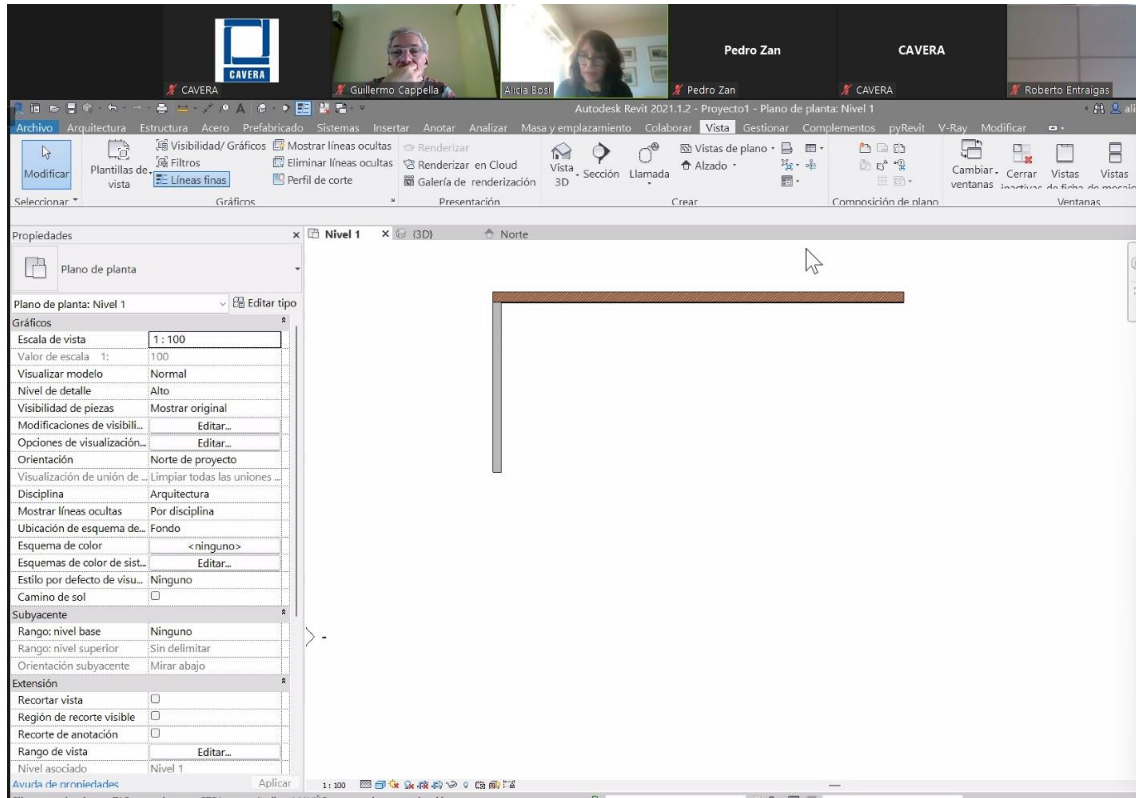 CAVERA
CAVERA
Guillermo Cappella
Alicia Bosi
Pedro Zan
Pedro Zan
CAVERA
CAVERA
Roberto Entraigas
Autodesk Revit 2021.1.2 - Proyecto1 - Plano de planta: Nivel 1
ali
Archivo Arquitectura Estructura Acero Prefabricado Sistemas Insertar Anotar Analizar Masa y emplazamiento Colaborar Vista Gestionar Complementos pyRevit V-Ray Modificar
Modificar
Plantillas de vista
Visibilidad/ Gráficos
Filtros
Líneas finas
Mostrar líneas ocultas
Eliminar líneas ocultas
Perfil de corte
Renderizar
Renderizar en Cloud
Galería de renderización
Vista 3D
Sección
Llamada
Vistas de plano
Alzado
Cambiar ventanas
Cerrar inactivas
Vistas de ficha
Vistas de mosaic
Seleccionar Gráficos Presentación Crear Composición de plano Ventanas
Propiedades
Nivel 1 {3D} Norte
Plano de planta
Plano de planta: Nivel 1 Editar tipo
Gráficos
Escala de vista 1 : 100
Valor de escala 1: 100
Visualizar modelo Normal
Nivel de detalle Alto
Visibilidad de piezas Mostrar original
Modificaciones de visibili... Editar...
Opciones de visualización... Editar...
Orientación Norte de proyecto
Visualización de unión de ... Limpiar todas las uniones ...
Disciplina Arquitectura
Mostrar líneas ocultas Por disciplina
Ubicación de esquema de... Fondo
Esquema de color <ninguno>
Esquemas de color de sist... Editar...
Estilo por defecto de visu... Ninguno
Camino de sol
Subyacente
Rango: nivel base Ninguno
Rango: nivel superior Sin delimitar
Orientación subyacente Mirar abajo
Extensión
Recortar vista
Región de recorte visible
Recorte de anotación
Rango de vista Editar...
Nivel asociado Nivel 1
Ayuda de propiedades Aplicar
1 : 100